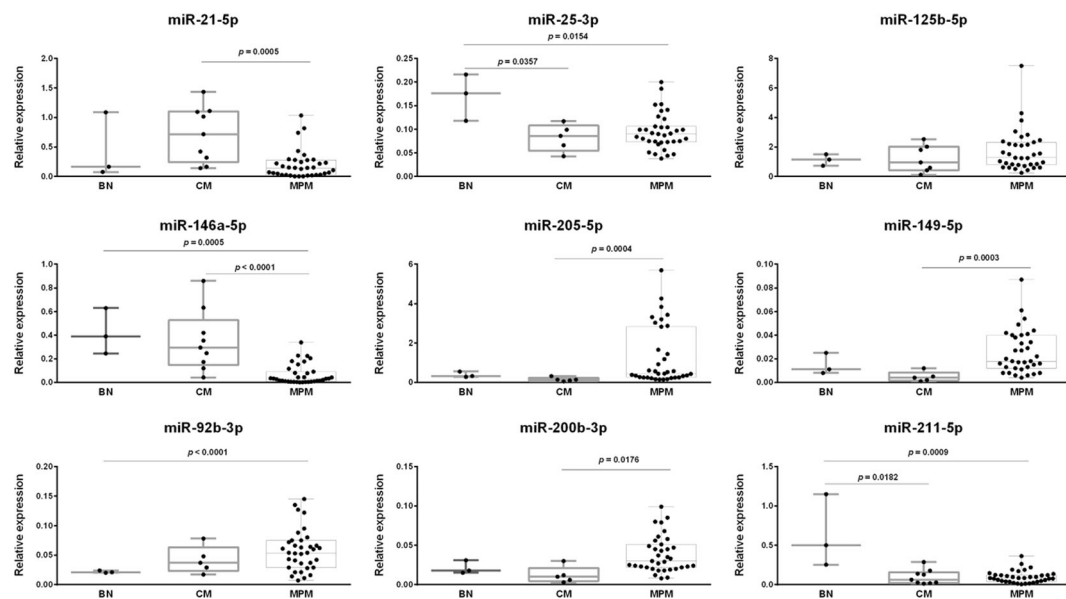 miR-21-5p
p = 0.0005
Relative expression
2.0
1.5
1.0
0.5
0.0
BN CM MPM
miR-25-3p
p = 0.0154
p = 0.0357
Relative expression
0.25
0.20
0.15
0.10
0.05
0.00
BN CM MPM
miR-125b-5p
Relative expression
8
6
4
2
0
BN CM MPM
miR-146a-5p
p = 0.0005
p < 0.0001
Relative expression
1.0
0.8
0.6
0.4
0.2
0.0
BN CM MPM
miR-205-5p
p = 0.0004
Relative expression
6
4
2
0
BN CM MPM
miR-149-5p
p = 0.0003
Relative expression
0.10
0.08
0.06
0.04
0.02
0.00
BN CM MPM
miR-92b-3p
p < 0.0001
Relative expression
0.20
0.15
0.10
0.05
0.00
BN CM MPM
miR-200b-3p
p = 0.0176
Relative expression
0.15
0.10
0.05
0.00
BN CM MPM
miR-211-5p
p = 0.0009
p = 0.0182
Relative expression
1.5
1.0
0.5
0.0
BN CM MPM